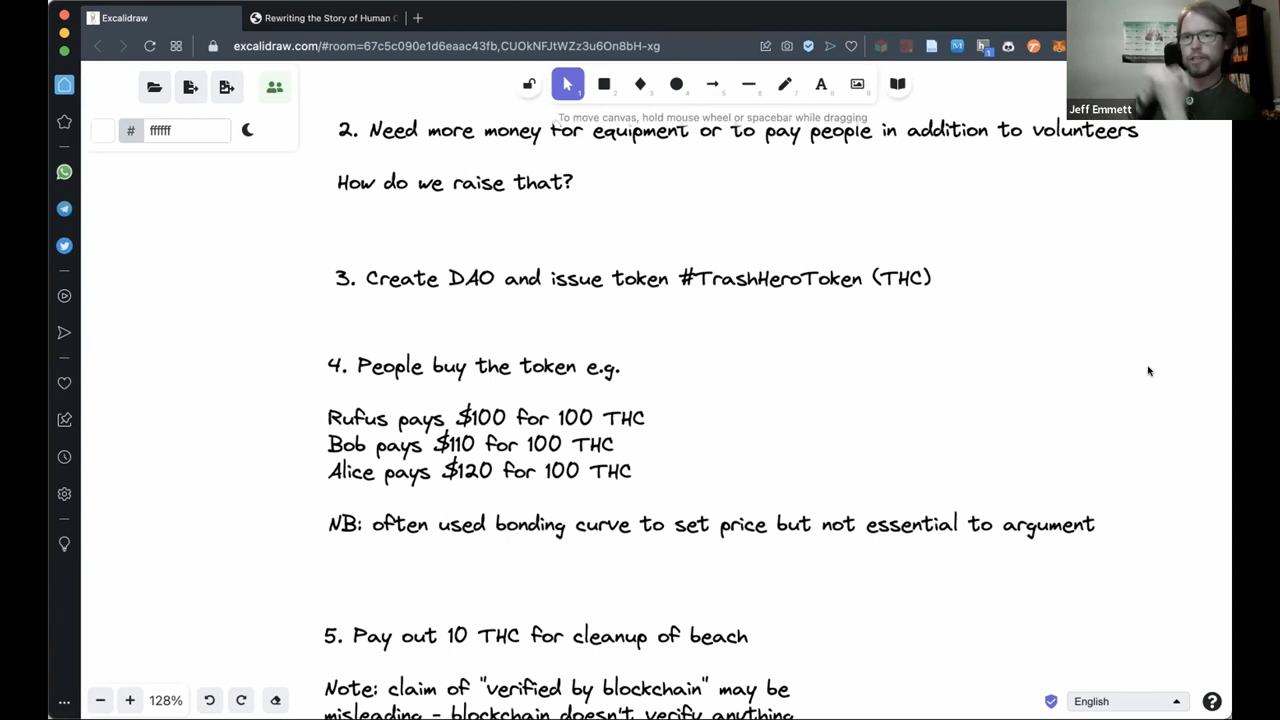 Excalidraw
Rewriting the Story of Human C
excalidraw.com/#room=67c5c090e1d6eaac43fb,CUOkNFJtWZz3u6On8bH-xg
Jeff Emmett
# ffffff
To move canvas, hold mouse wheel or spacebar while dragging
2. Need more money for equipment or to pay people in addition to volunteers
How do we raise that?
3. Create DAO and issue token #TrashHeroToken (THC)
4. People buy the token e.g.
Rufus pays $100 for 100 THC
Bob pays $110 for 100 THC
Alice pays $120 for 100 THC
NB: often used bonding curve to set price but not essential to argument
5. Pay out 10 THC for cleanup of beach
Note: claim of "verified by blockchain" may be
misleading - blockchain doesn't verify anything
128%
English